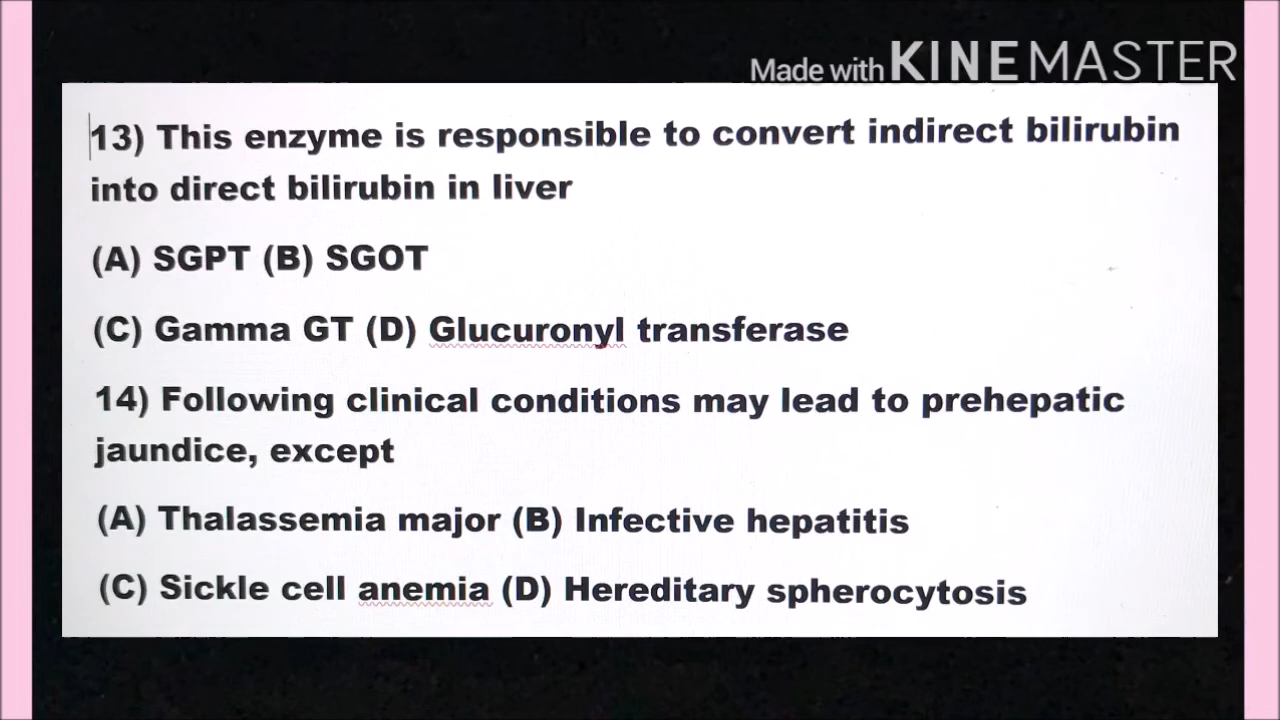 Made with KINEMASTER
13) This enzyme is responsible to convert indirect bilirubin
into direct bilirubin in liver
(A) SGPT (B) SGOT
(C) Gamma GT (D) Glucuronyl transferase
14) Following clinical conditions may lead to prehepatic
jaundice, except
(A) Thalassemia major (B) Infective hepatitis
(C) Sickle cell anemia (D) Hereditary spherocytosis